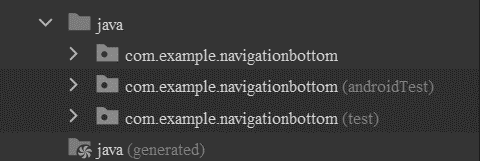 java
com.example.navigationbottom
com.example.navigationbottom (androidTest)
com.example.navigationbottom (test)
java (generated)